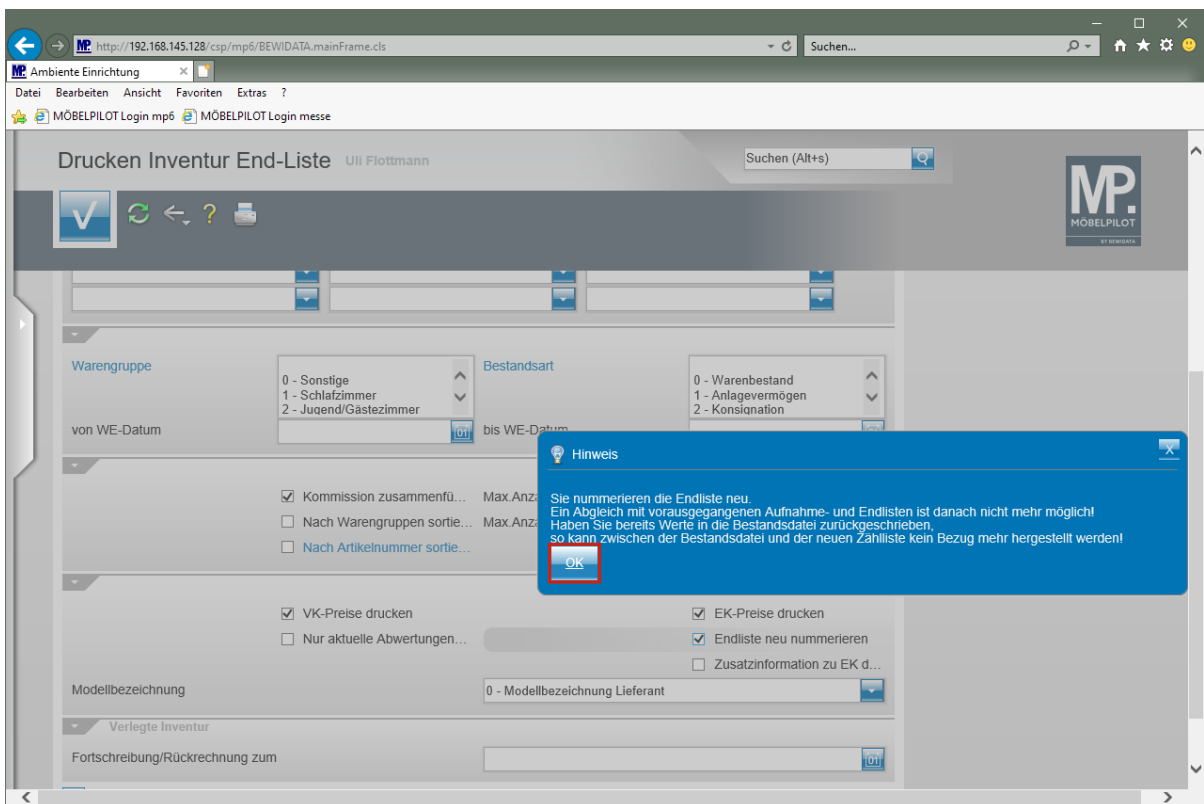 http://192.168.145.128/csp/mp6/BEWIDATA.mainFrame.cls
Suchen...
MP. Ambiente Einrichtung
Datei Bearbeiten Ansicht Favoriten Extras ?
MÖBELPILOT Login mp6 MÖBELPILOT Login messe
Drucken Inventur End-Liste Uli Flottmann
Suchen (Alt+s)
MP.
MÖBELPILOT
BY BEWIDATA
Warengruppe
0 - Sonstige
1 - Schlafzimmer
2 - Jugend/Gästezimmer
Bestandsart
0 - Warenbestand
1 - Anlagevermögen
2 - Konsignation
von WE-Datum
bis WE-Datum
Hinweis
X
Sie nummerieren die Endliste neu.
Ein Abgleich mit vorausgegangenen Aufnahme- und Endlisten ist danach nicht mehr möglich!
Haben Sie bereits Werte in die Bestandsdatei zurückgeschrieben,
so kann zwischen der Bestandsdatei und der neuen Zählliste kein Bezug mehr hergestellt werden!
OK
Kommission zusammenfü... Max.Anza
Nach Warengruppen sortie... Max.Anza
Nach Artikelnummer sortie...
VK-Preise drucken
EK-Preise drucken
Nur aktuelle Abwertungen...
Endliste neu nummerieren
Zusatzinformation zu EK d...
Modellbezeichnung
0 - Modellbezeichnung Lieferant
Verlegte Inventur
Fortschreibung/Rückrechnung zum